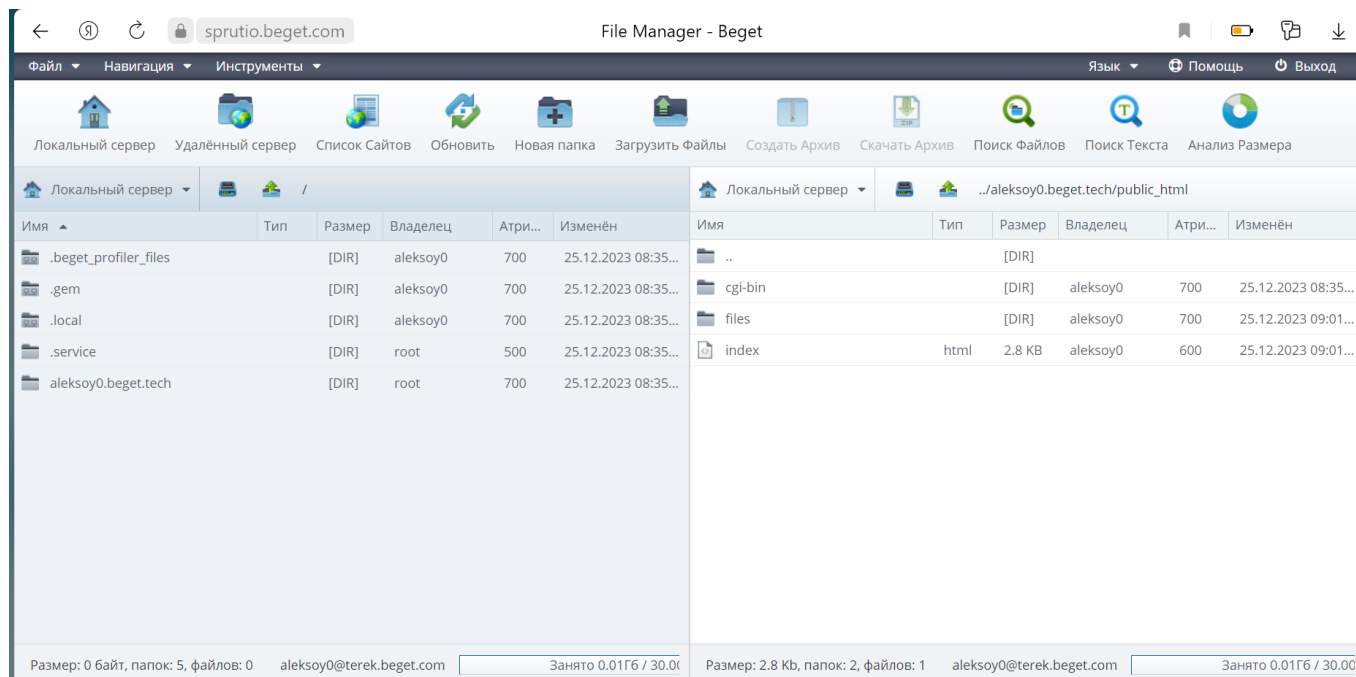 sprutio.beget.com File Manager - Beget
Файл Навигация Инструменты Язык Помощь Выход
Локальный сервер Удалённый сервер Список Сайтов Обновить Новая папка Загрузить Файлы Создать Архив Скачать Архив Поиск Файлов Поиск Текста Анализ Размера
Локальный сервер /
Имя Тип Размер Владелец Атри... Изменён
.beget_profiler_files [DIR] aleksoy0 700 25.12.2023 08:35...
.gem [DIR] aleksoy0 700 25.12.2023 08:35...
.local [DIR] aleksoy0 700 25.12.2023 08:35...
.service [DIR] root 500 25.12.2023 08:35...
aleksoy0.beget.tech [DIR] root 700 25.12.2023 08:35...
Размер: 0 байт, папок: 5, файлов: 0 aleksoy0@terek.beget.com Занято 0.01Гб / 30.00
Локальный сервер ../aleksoy0.beget.tech/public_html
Имя Тип Размер Владелец Атри... Изменён
.. [DIR]
cgi-bin [DIR] aleksoy0 700 25.12.2023 08:35...
files [DIR] aleksoy0 700 25.12.2023 09:01...
index html 2.8 KB aleksoy0 600 25.12.2023 09:01...
Размер: 2.8 Kb, папок: 2, файлов: 1 aleksoy0@terek.beget.com Занято 0.01Гб / 30.00